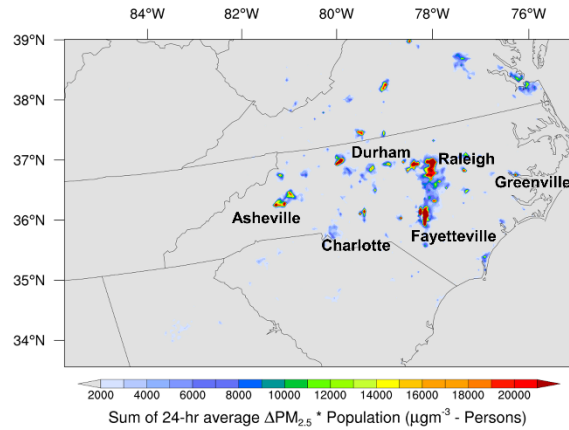 84°W 82°W 80°W 78°W 76°W
39°N
38°N
37°N
36°N
35°N
34°N
Durham
Raleigh
Greenville
Asheville
Charlotte
Fayetteville
2000 4000 6000 8000 10000 12000 14000 16000 18000 20000
Sum of 24-hr average ΔPM2.5 * Population (μgm-3 - Persons)